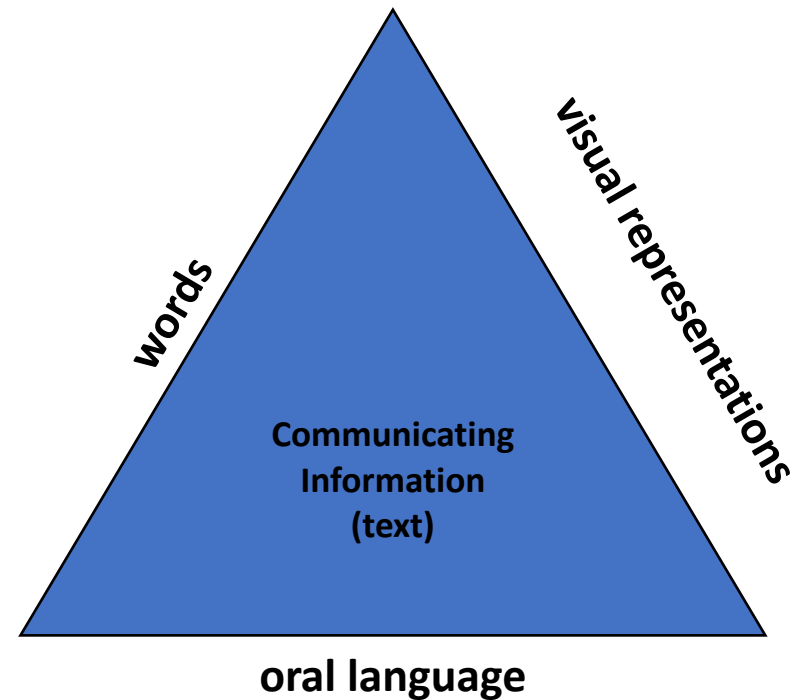 words
visual representations
Communicating
Information
(text)
oral language